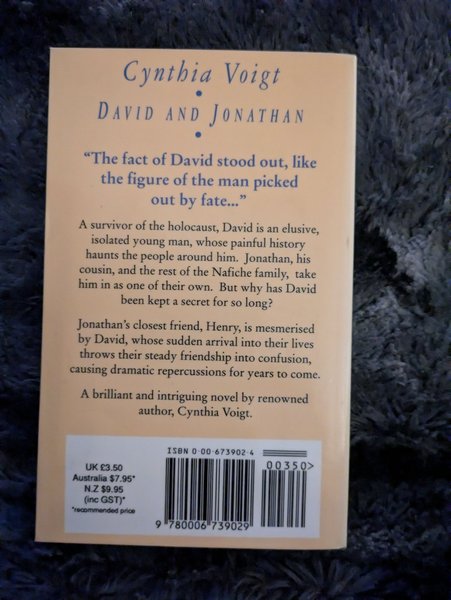 Cynthia Voigt
•
DAVID AND JONATHAN
•
"The fact of David stood out, like
the figure of the man picked
out by fate..."
A survivor of the holocaust, David is an elusive,
isolated young man, whose painful history
haunts the people around him. Jonathan, his
cousin, and the rest of the Nafiche family, take
him in as one of their own. But why has David
been kept a secret for so long?
Jonathan's closest friend, Henry, is mesmerised
by David, whose sudden arrival into their lives
throws their steady friendship into confusion,
causing dramatic repercussions for years to come.
A brilliant and intriguing novel by renowned
author, Cynthia Voigt.
UK £3.50
Australia $7.95*
N.Z $9.95
(inc GST)*
*recommended price
ISBN 0-00-673902-4
00350>
9 780006 739029